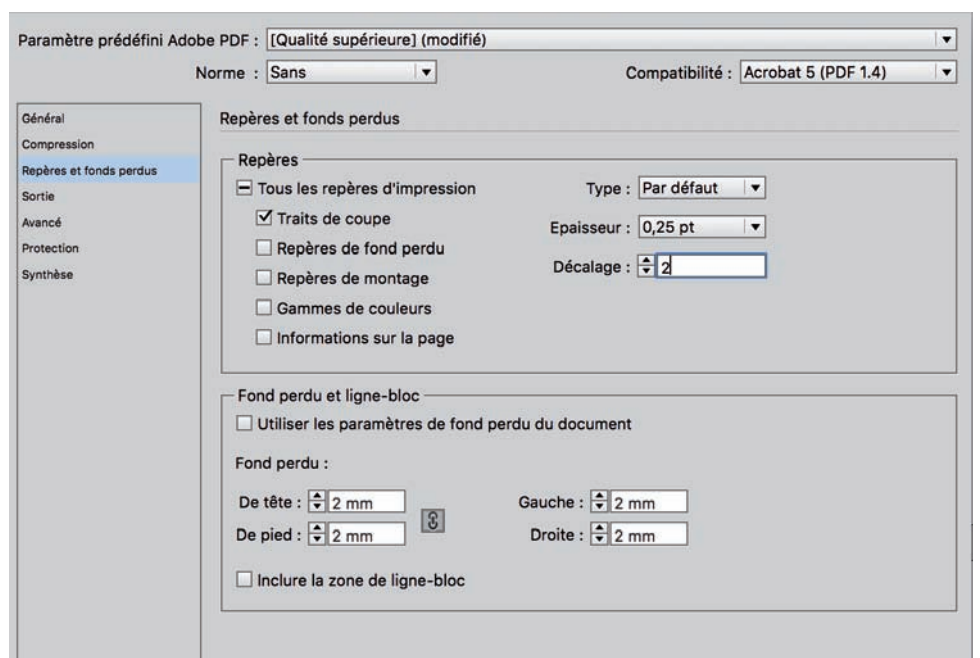 Paramètre prédéfini Adobe PDF : [Qualité supérieure] (modifié)
Norme : Sans Compatibilité : Acrobat 5 (PDF 1.4)
Général
Compression
Repères et fonds perdus
Sortie
Avancé
Protection
Synthèse
Repères et fonds perdus
Repères
Tous les repères d'impression
Traits de coupe
Repères de fond perdu
Repères de montage
Gammes de couleurs
Informations sur la page
Type : Par défaut
Epaisseur : 0,25 pt
Décalage : 2
Fond perdu et ligne-bloc
Utiliser les paramètres de fond perdu du document
Fond perdu :
De tête : 2 mm Gauche : 2 mm
De pied : 2 mm Droite : 2 mm
Inclure la zone de ligne-bloc